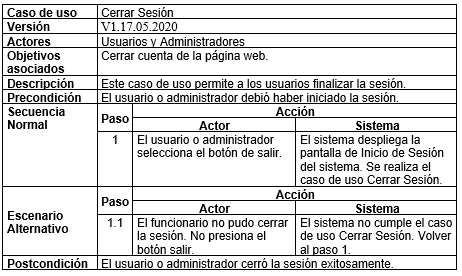 Caso de uso Cerrar Sesión
Versión V1.17.05.2020
Actores Usuarios y Administradores
Objetivos asociados Cerrar cuenta de la página web.
Descripción Este caso de uso permite a los usuarios finalizar la sesión.
Precondición El usuario o administrador debió haber iniciado la sesión.
Secuencia Normal
Paso Acción
Actor Sistema
1 El usuario o administrador selecciona el botón de salir. El sistema despliega la pantalla de Inicio de Sesión del sistema. Se realiza el caso de uso Cerrar Sesión.
Escenario Alternativo
Paso Acción
Actor Sistema
1.1 El funcionario no pudo cerrar la sesión. No presiona el botón salir. El sistema no cumple el caso de uso Cerrar Sesión. Volver al paso 1.
Postcondición El usuario o administrador cerró la sesión exitosamente.